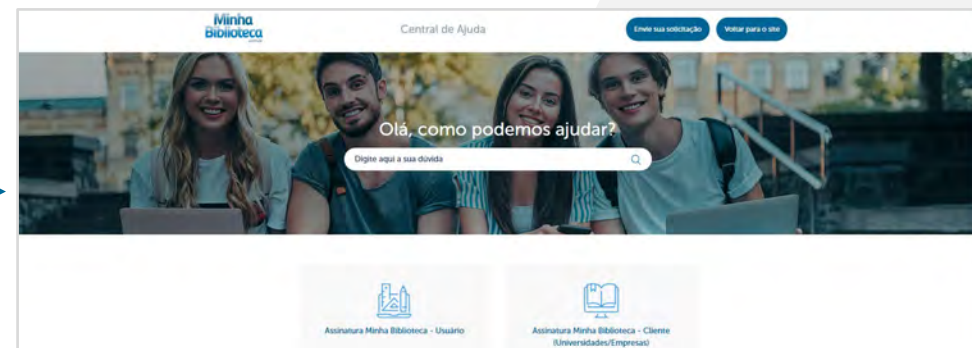 Minha
Biblioteca
Central de Ajuda
Envie sua solicitação
Voltar para o site
Olá, como podemos ajudar?
Digite aqui a sua dúvida
Assinatura Minha Biblioteca - Usuário
Assinatura Minha Biblioteca - Cliente
(Universidades/Empresas)